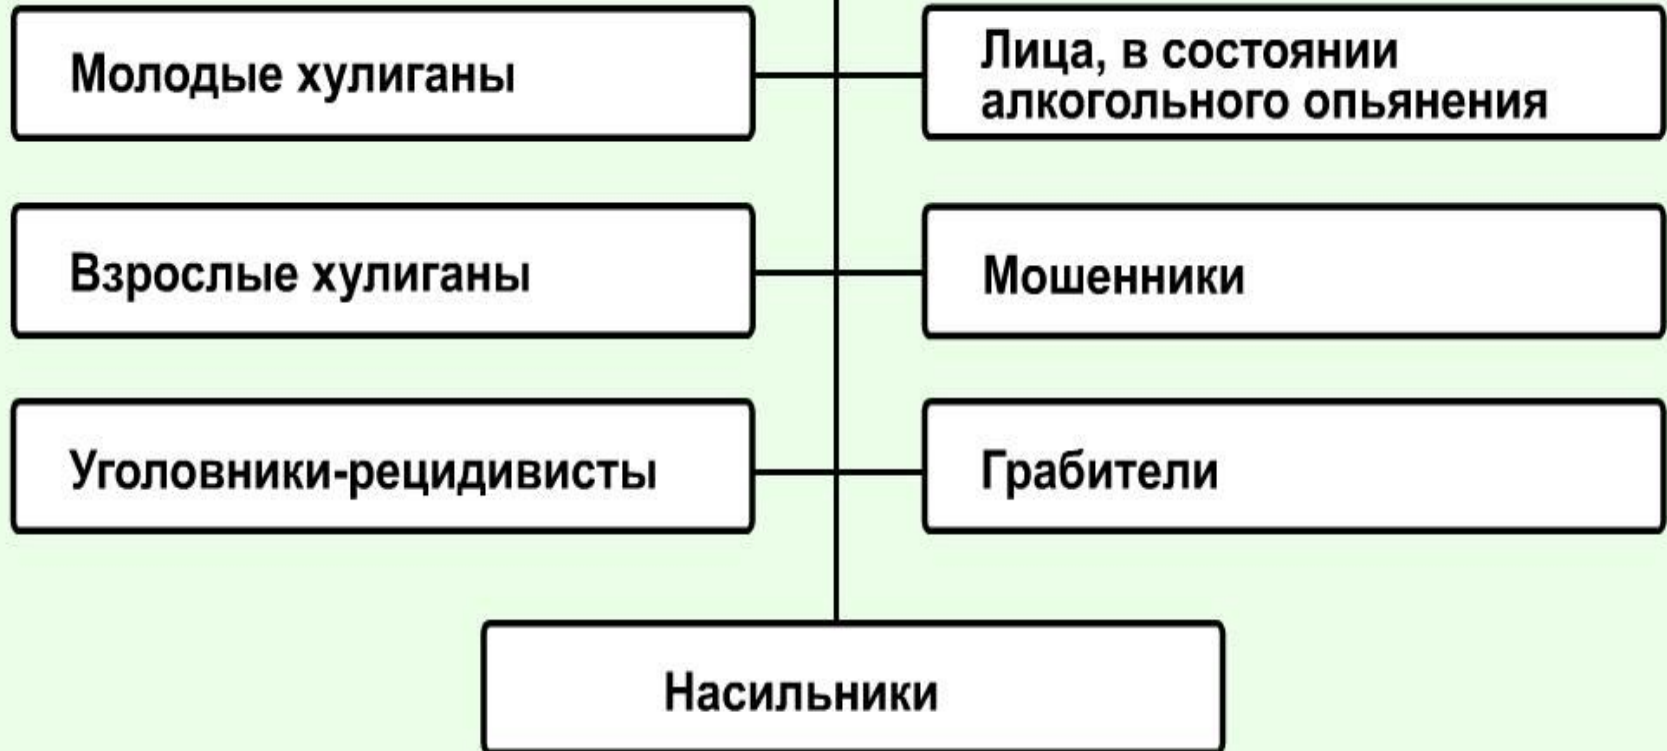 Молодые хулиганы
Лица, в состоянии
алкогольного опьянения
Взрослые хулиганы
Мошенники
Уголовники-рецидивисты
Грабители
Насильники